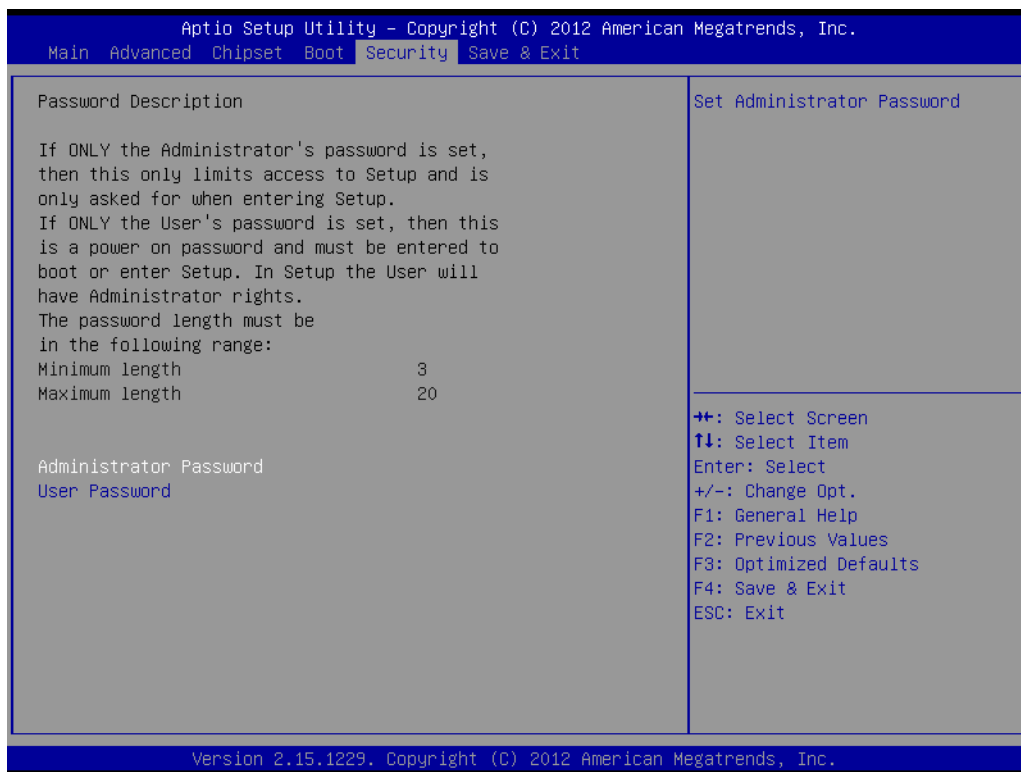 Aptio Setup Utility – Copyright (C) 2012 American Megatrends, Inc.
Main Advanced Chipset Boot Security Save & Exit
Password Description
If ONLY the Administrator's password is set,
then this only limits access to Setup and is
only asked for when entering Setup.
If ONLY the User's password is set, then this
is a power on password and must be entered to
boot or enter Setup. In Setup the User will
have Administrator rights.
The password length must be
in the following range:
Minimum length 3
Maximum length 20
Administrator Password
User Password
Set Administrator Password
→←: Select Screen
↑↓: Select Item
Enter: Select
+/-: Change Opt.
F1: General Help
F2: Previous Values
F3: Optimized Defaults
F4: Save & Exit
ESC: Exit
Version 2.15.1229. Copyright (C) 2012 American Megatrends, Inc.